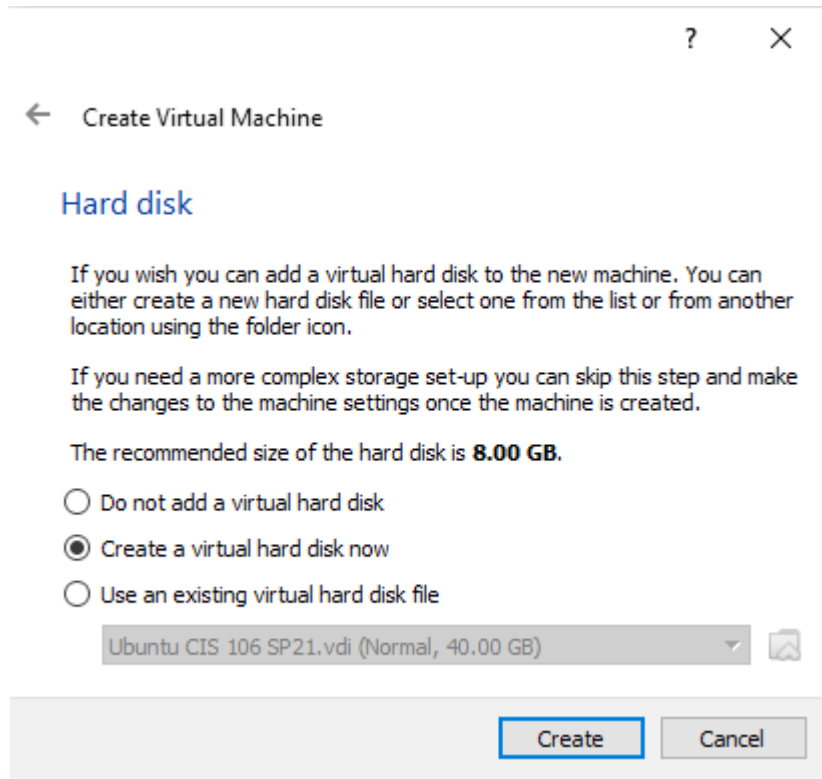 ?
Create Virtual Machine
Hard disk
If you wish you can add a virtual hard disk to the new machine. You can
either create a new hard disk file or select one from the list or from another
location using the folder icon.
If you need a more complex storage set-up you can skip this step and make
the changes to the machine settings once the machine is created.
The recommended size of the hard disk is 8.00 GB.
Do not add a virtual hard disk
Create a virtual hard disk now
Use an existing virtual hard disk file
Ubuntu CIS 106 SP21.vdi (Normal, 40.00 GB)
Create Cancel